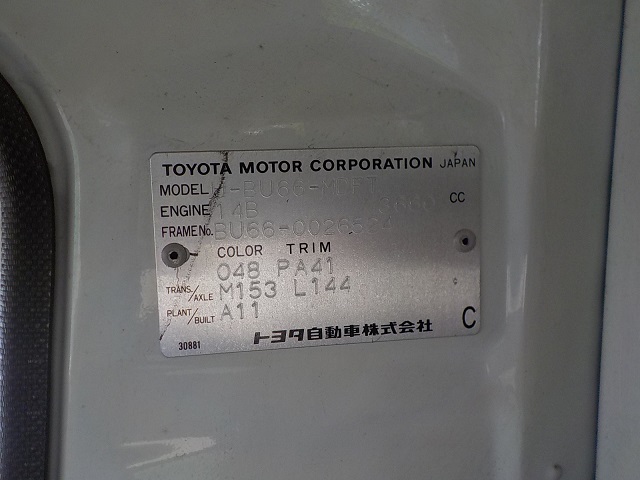 TOYOTA MOTOR CORPORATION JAPAN
MODEL
ENGINE 14B 3660 CC
FRAME No.
COLOR TRIM
048 PA41
TRANS./AXLE M153 L144
PLANT/BUILT A11
30881 トヨタ自動車株式会社 C